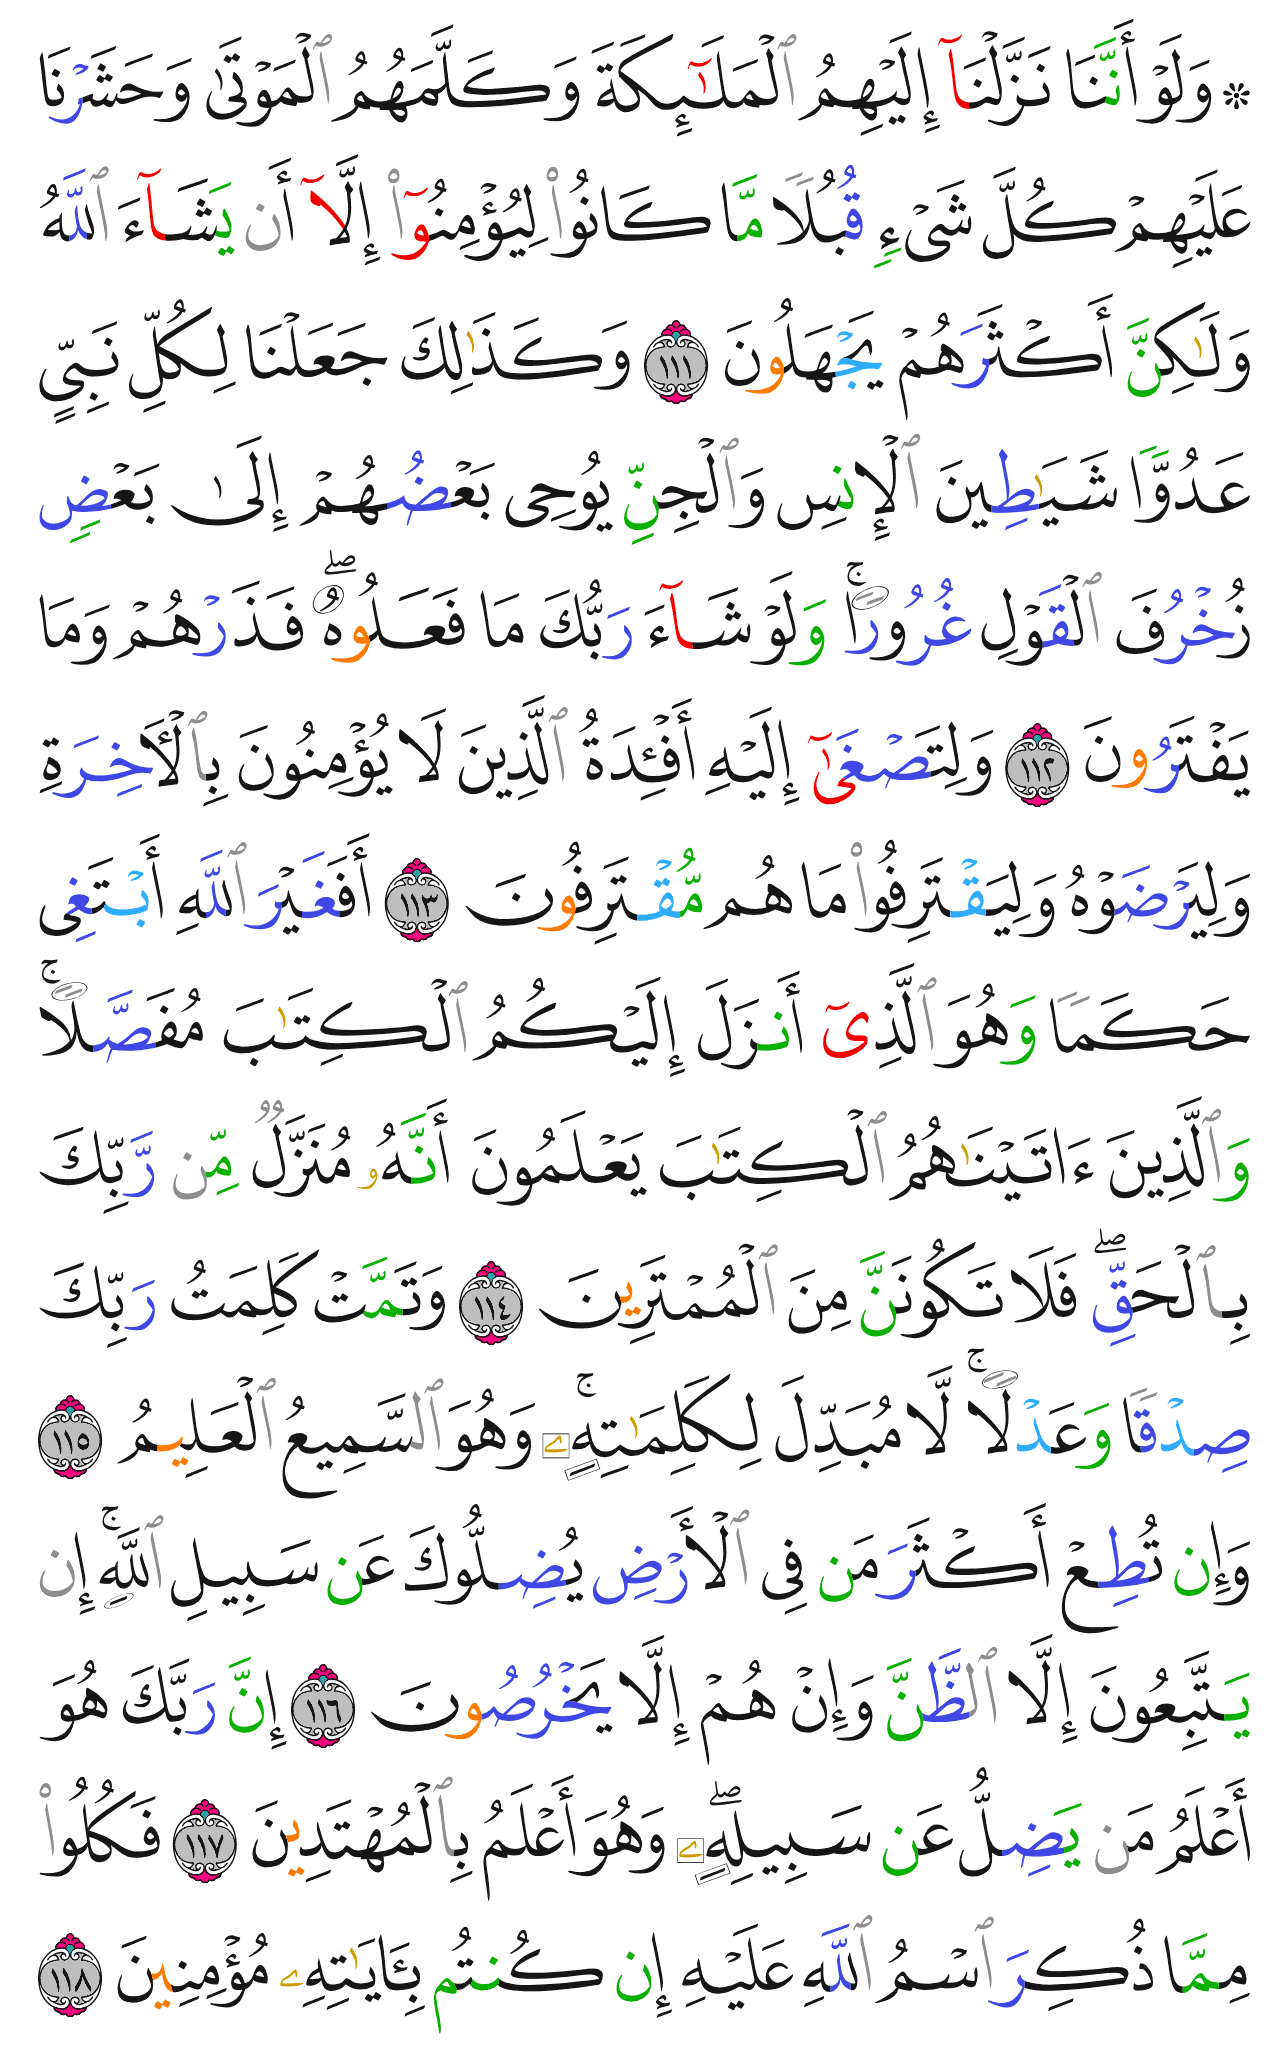 ۞ وَلَوۡ أَنَّنَا نَزَّلۡنَآ إِلَيۡهِمُ ٱلۡمَلَـٰٓئِكَةَ وَكَلَّمَهُمُ ٱلۡمَوۡتَىٰ وَحَشَرۡنَا
عَلَيۡهِمۡ كُلَّ شَىۡءٍ قُبُلًا مَّا كَانُوا۟ لِيُؤۡمِنُوٓا۟ إِلَّآ أَن يَشَآءَ ٱللَّهُ
وَلَـٰكِنَّ أَكۡثَرَهُمۡ يَجۡهَلُونَ ١١١ وَكَذَٰلِكَ جَعَلۡنَا لِكُلِّ نَبِىٍّ
عَدُوًّا شَيَـٰطِينَ ٱلۡإِنسِ وَٱلۡجِنِّ يُوحِى بَعۡضُهُمۡ إِلَىٰ بَعۡضٍ
زُخۡرُفَ ٱلۡقَوۡلِ غُرُورًاۚ وَلَوۡ شَآءَ رَبُّكَ مَا فَعَلُوهُۖ فَذَرۡهُمۡ وَمَا
يَفۡتَرُونَ ١١٢ وَلِتَصۡغَىٰٓ إِلَيۡهِ أَفۡـِٔدَةُ ٱلَّذِينَ لَا يُؤۡمِنُونَ بِٱلۡـَٔاخِرَةِ
وَلِيَرۡضَوۡهُ وَلِيَقۡتَرِفُوا۟ مَا هُم مُّقۡتَرِفُونَ ١١٣ أَفَغَيۡرَ ٱللَّهِ أَبۡتَغِى
حَكَمًا وَهُوَ ٱلَّذِىٓ أَنزَلَ إِلَيۡكُمُ ٱلۡكِتَـٰبَ مُفَصَّلًاۚ
وَٱلَّذِينَ ءَاتَيۡنَـٰهُمُ ٱلۡكِتَـٰبَ يَعۡلَمُونَ أَنَّهُۥ مُنَزَّلٌ مِّن رَّبِّكَ
بِٱلۡحَقِّۖ فَلَا تَكُونَنَّ مِنَ ٱلۡمُمۡتَرِينَ ١١٤ وَتَمَّتۡ كَلِمَتُ رَبِّكَ
صِدۡقًا وَعَدۡلًاۚ لَّا مُبَدِّلَ لِكَلِمَـٰتِهِۦۚ وَهُوَ ٱلسَّمِيعُ ٱلۡعَلِيمُ ١١٥
وَإِن تُطِعۡ أَكۡثَرَ مَن فِى ٱلۡأَرۡضِ يُضِلُّوكَ عَن سَبِيلِ ٱللَّهِۚ إِن
يَتَّبِعُونَ إِلَّا ٱلظَّنَّ وَإِنۡ هُمۡ إِلَّا يَخۡرُصُونَ ١١٦ إِنَّ رَبَّكَ هُوَ
أَعۡلَمُ مَن يَضِلُّ عَن سَبِيلِهِۦۖ وَهُوَ أَعۡلَمُ بِٱلۡمُهۡتَدِينَ ١١٧ فَكُلُوا۟
مِمَّا ذُكِرَ ٱسۡمُ ٱللَّهِ عَلَيۡهِ إِن كُنتُم بِـَٔايَـٰتِهِۦ مُؤۡمِنِينَ ١١٨